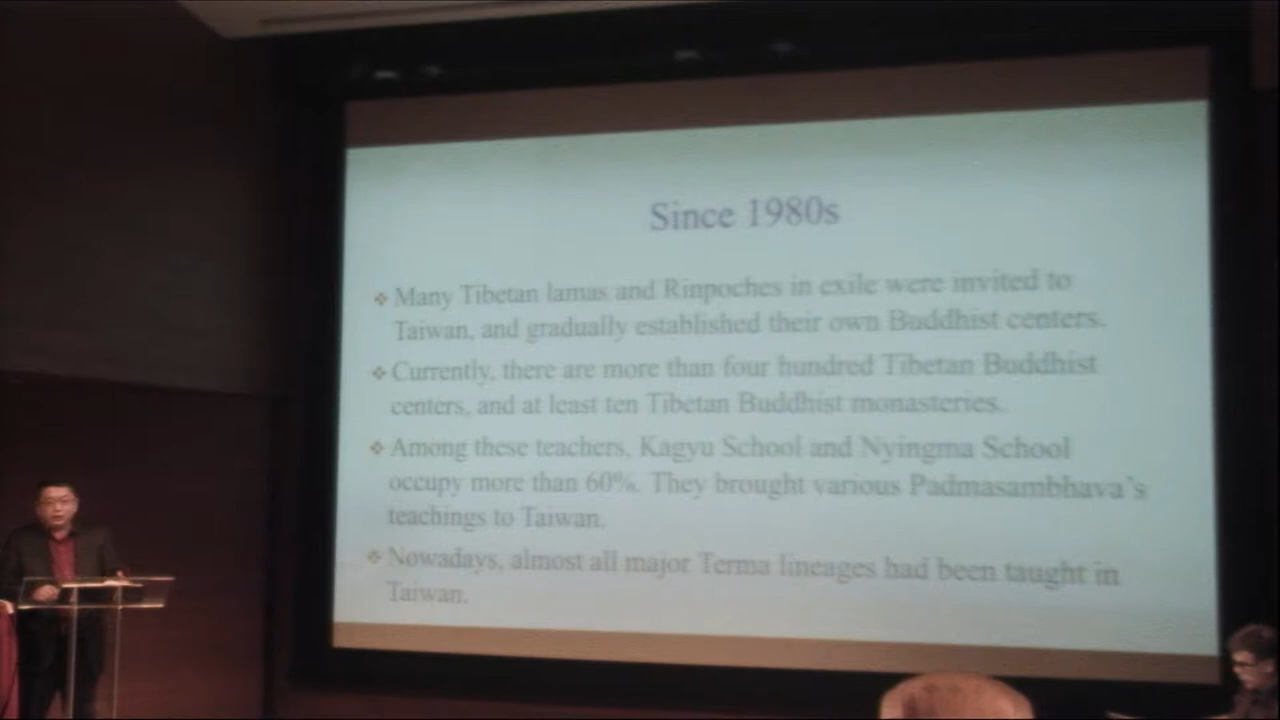 Since 1980s
Many Tibetan lamas and Rinpoches in exile were invited to
Taiwan, and gradually established their own Buddhist centers.
Currently, there are more than four hundred Tibetan Buddhist
centers, and at least ten Tibetan Buddhist monasteries.
Among these teachers, Kagyu School and Nyingma School
occupy more than 60%. They brought various Padmasambhava's
teachings to Taiwan.
Nowadays, almost all major Terma lineages had been taught in
Taiwan.